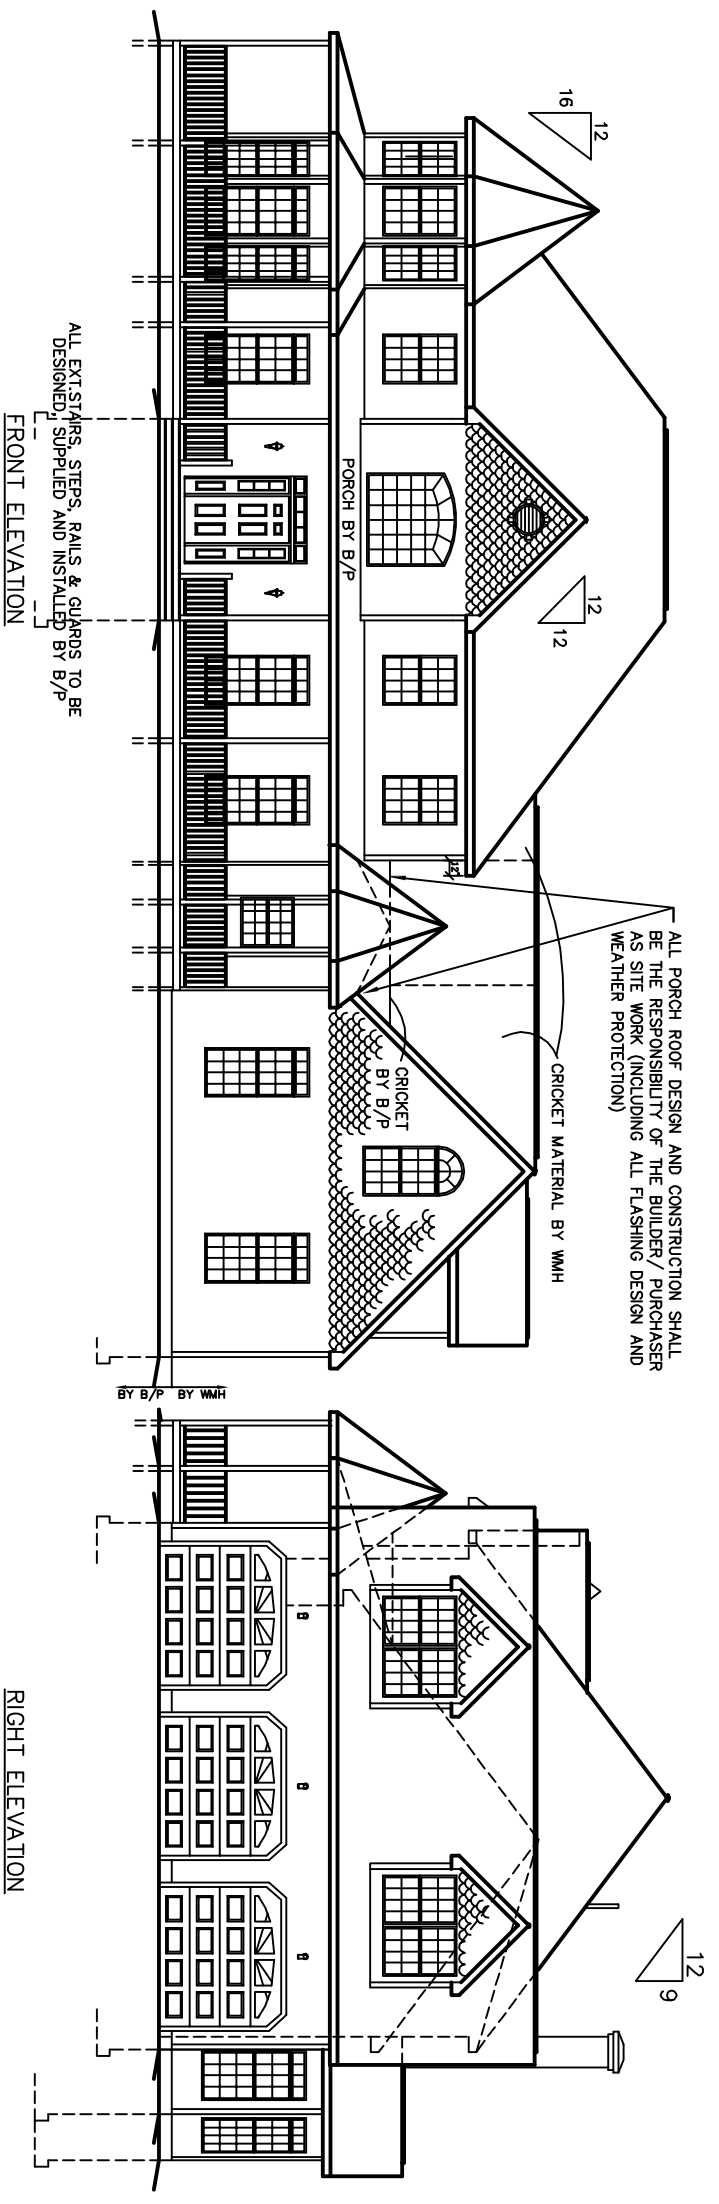 16
12
12
12
12"
PORCH BY B/P
ALL PORCH ROOF DESIGN AND CONSTRUCTION SHALL
BE THE RESPONSIBILITY OF THE BUILDER/ PURCHASER
AS SITE WORK (INCLUDING ALL FLASHING DESIGN AND
WEATHER PROTECTION)
CRICKET MATERIAL BY WMH
CRICKET
BY B/P
ALL EXT.STAIRS, STEPS, RAILS & GUARDS TO BE
DESIGNED, SUPPLIED AND INSTALLED BY B/P
FRONT ELEVATION
BY B/P
BY WMH
12
9
RIGHT ELEVATION